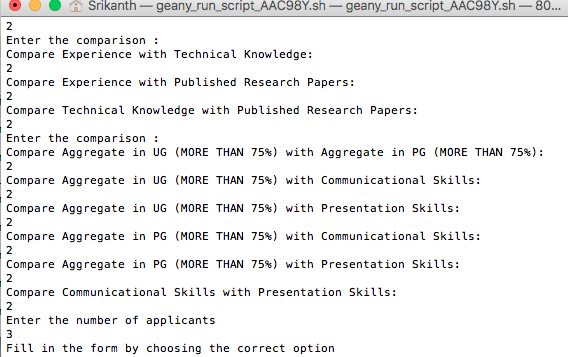 Srikanth — geany_run_script_AAC98Y.sh — geany_run_script_AAC98Y.sh — 80...
2
Enter the comparison :
Compare Experience with Technical Knowledge:
2
Compare Experience with Published Research Papers:
2
Compare Technical Knowledge with Published Research Papers:
2
Enter the comparison :
Compare Aggregate in UG (MORE THAN 75%) with Aggregate in PG (MORE THAN 75%):
2
Compare Aggregate in UG (MORE THAN 75%) with Communicational Skills:
2
Compare Aggregate in UG (MORE THAN 75%) with Presentation Skills:
2
Compare Aggregate in PG (MORE THAN 75%) with Communicational Skills:
2
Compare Aggregate in PG (MORE THAN 75%) with Presentation Skills:
2
Compare Communicational Skills with Presentation Skills:
2
Enter the number of applicants
3
Fill in the form by choosing the correct option